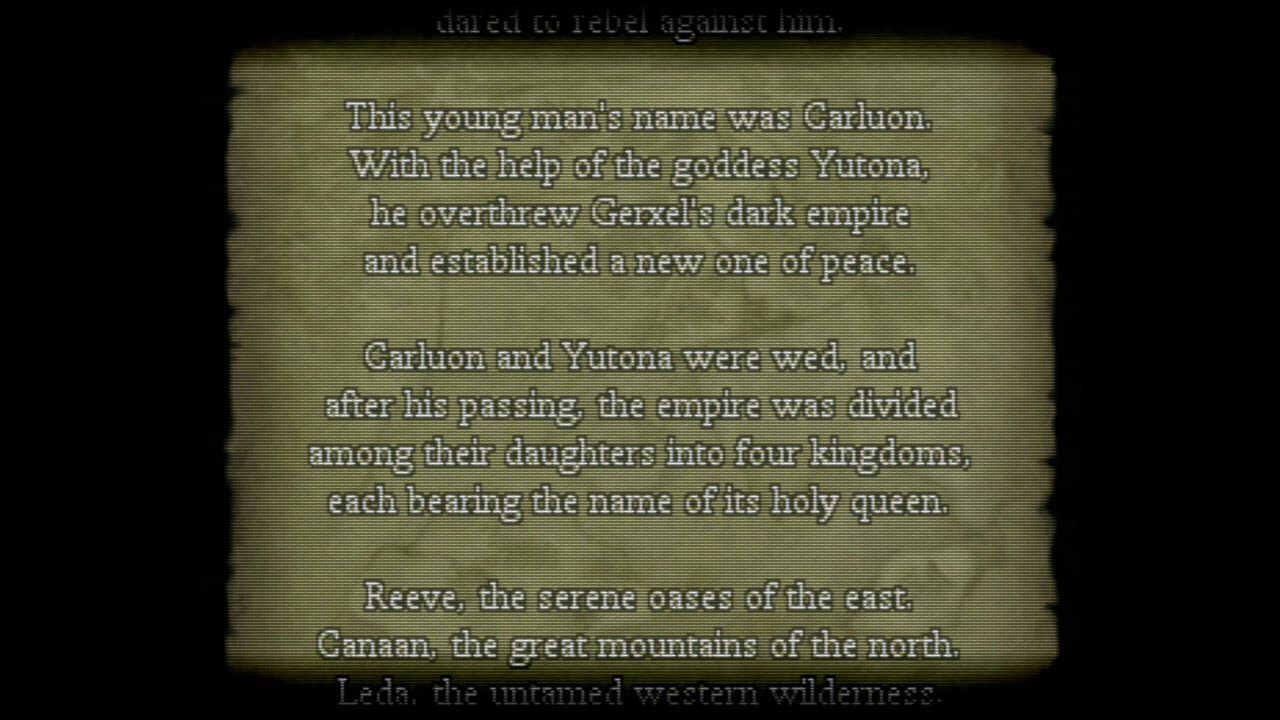 dared to rebel against him.
This young man's name was Carluon.
With the help of the goddess Yutona,
he overthrew Gerxel's dark empire
and established a new one of peace.
Carluon and Yutona were wed, and
after his passing, the empire was divided
among their daughters into four kingdoms,
each bearing the name of its holy queen.
Reeve, the serene oases of the east.
Canaan, the great mountains of the north.
Leda, the untamed western wilderness.